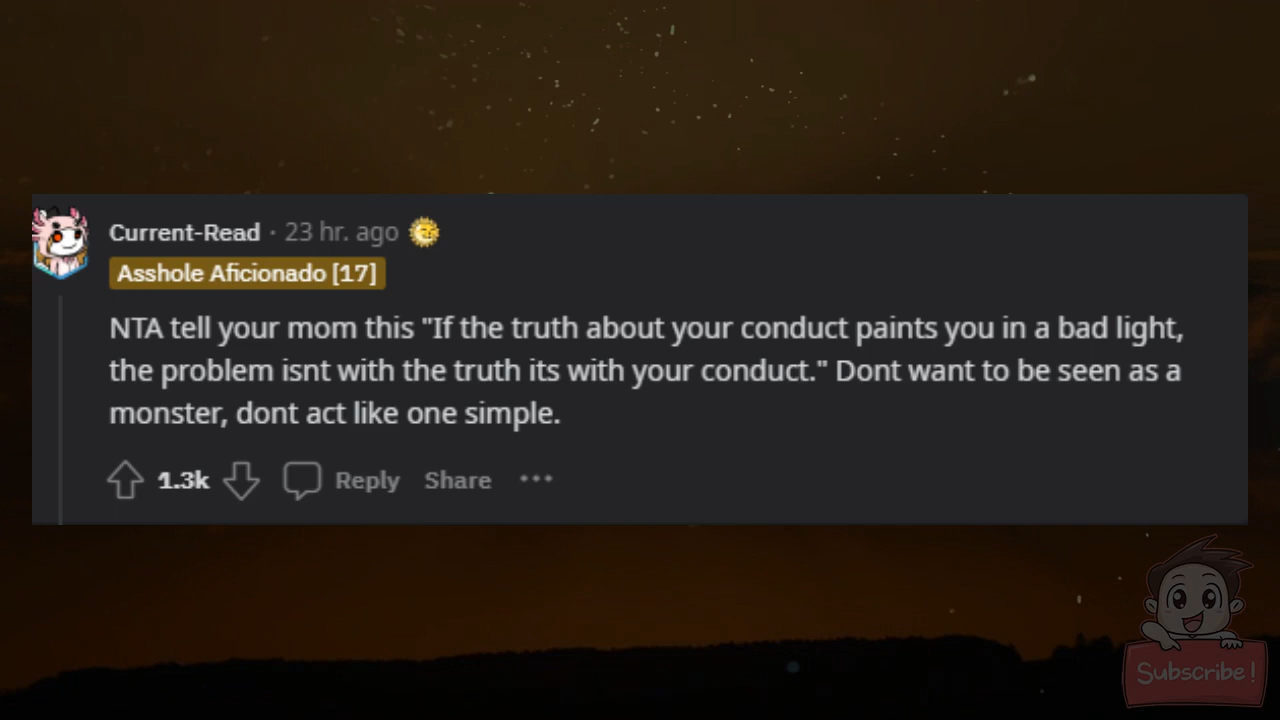 Current-Read · 23 hr. ago
Asshole Aficionado [17]
NTA tell your mom this "If the truth about your conduct paints you in a bad light,
the problem isnt with the truth its with your conduct." Dont want to be seen as a
monster, dont act like one simple.
1.3k Reply Share ···
Subscribe!